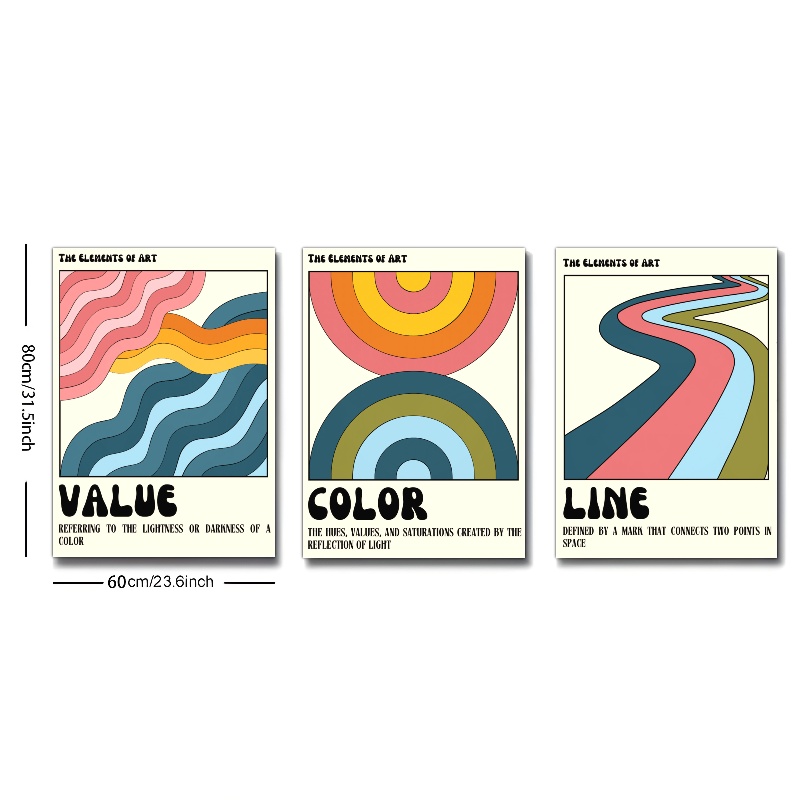 THE ELEMENTS OF ART
VALUE
REFERRING TO THE LIGHTNESS OR DARKNESS OF A
COLOR
THE ELEMENTS OF ART
COLOR
THE HUES, VALUES, AND SATURATIONS CREATED BY THE
REFLECTION OF LIGHT
THE ELEMENTS OF ART
LINE
DEFINED BY A MARK THAT CONNECTS TWO POINTS IN
SPACE
80cm/31.5inch
60cm/23.6inch